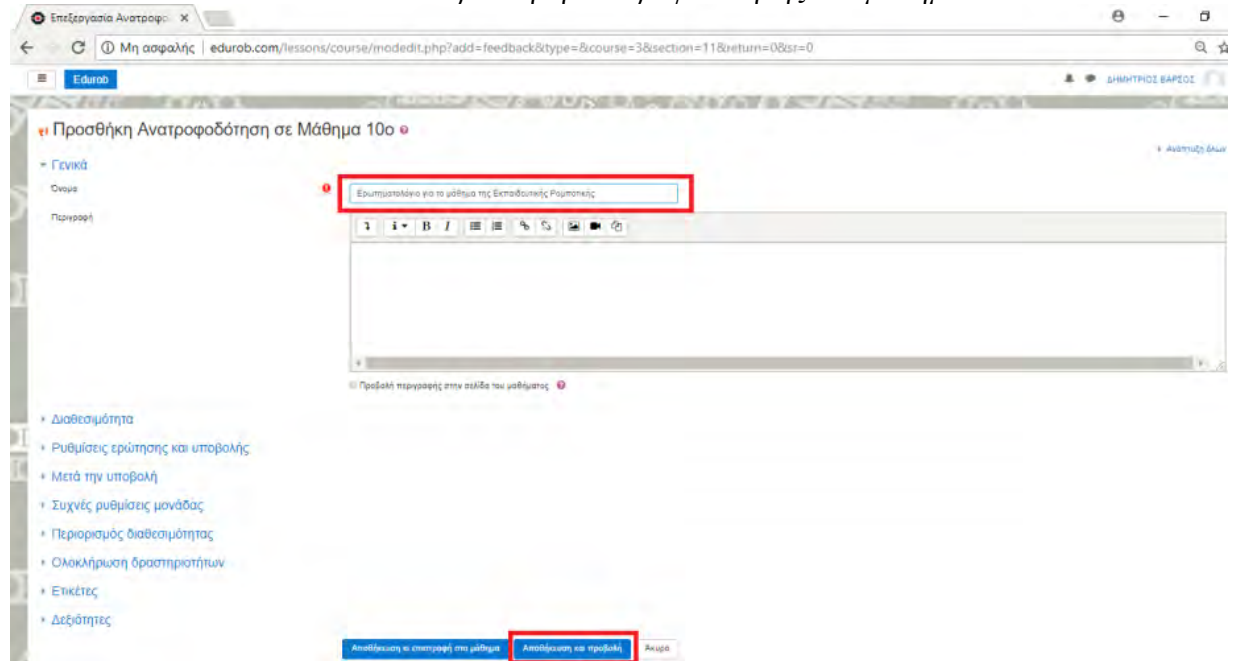 Επεξεργασία Ανατροφο
Μη ασφαλής | edurob.com/lessons/course/modedit.php?add=feedback&type=&course=3&section=11&return=0&sr=0
Edurob
ΔΗΜΗΤΡΙΟΣ ΒΑΡΣΟΣ
Προσθήκη Ανατροφοδότηση σε Μάθημα 10ο
Ανάπτυξη όλων
Γενικά
Όνομα
Ερωτηματολόγιο για το μάθημα της Εκπαιδευτικής Ρομποτικής
Περιγραφή
Προβολή περιγραφής στην σελίδα του μαθήματος
Διαθεσιμότητα
Ρυθμίσεις ερώτησης και υποβολής
Μετά την υποβολή
Συχνές ρυθμίσεις μονάδας
Περιορισμός διαθεσιμότητας
Ολοκλήρωση δραστηριοτήτων
Ετικέτες
Δεξιότητες
Αποθήκευση κι επιστροφή στο μάθημα Αποθήκευση και προβολή Άκυρο